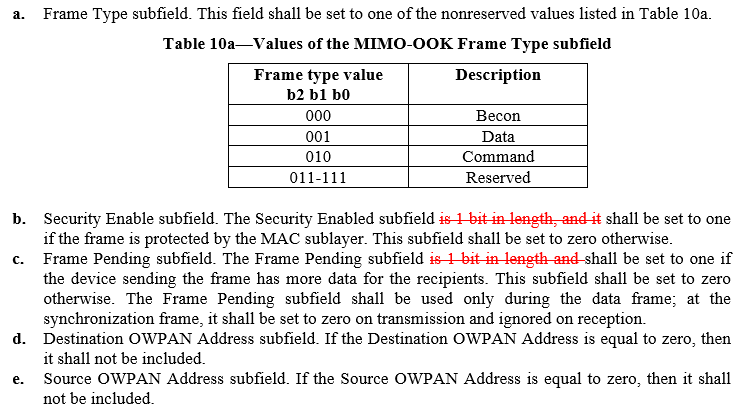 a. Frame Type subfield. This field shall be set to one of the nonreserved values listed in Table 10a.
Table 10a—Values of the MIMO-OOK Frame Type subfield
Frame type value Description
b2 b1 b0
000 Becon
001 Data
010 Command
011-111 Reserved
b. Security Enable subfield. The Security Enabled subfield is 1 bit in length, and it shall be set to one
if the frame is protected by the MAC sublayer. This subfield shall be set to zero otherwise.
c. Frame Pending subfield. The Frame Pending subfield is 1 bit in length and shall be set to one if
the device sending the frame has more data for the recipients. This subfield shall be set to zero
otherwise. The Frame Pending subfield shall be used only during the data frame; at the
synchronization frame, it shall be set to zero on transmission and ignored on reception.
d. Destination OWPAN Address subfield. If the Destination OWPAN Address is equal to zero, then
it shall not be included.
e. Source OWPAN Address subfield. If the Source OWPAN Address is equal to zero, then it shall
not be included.